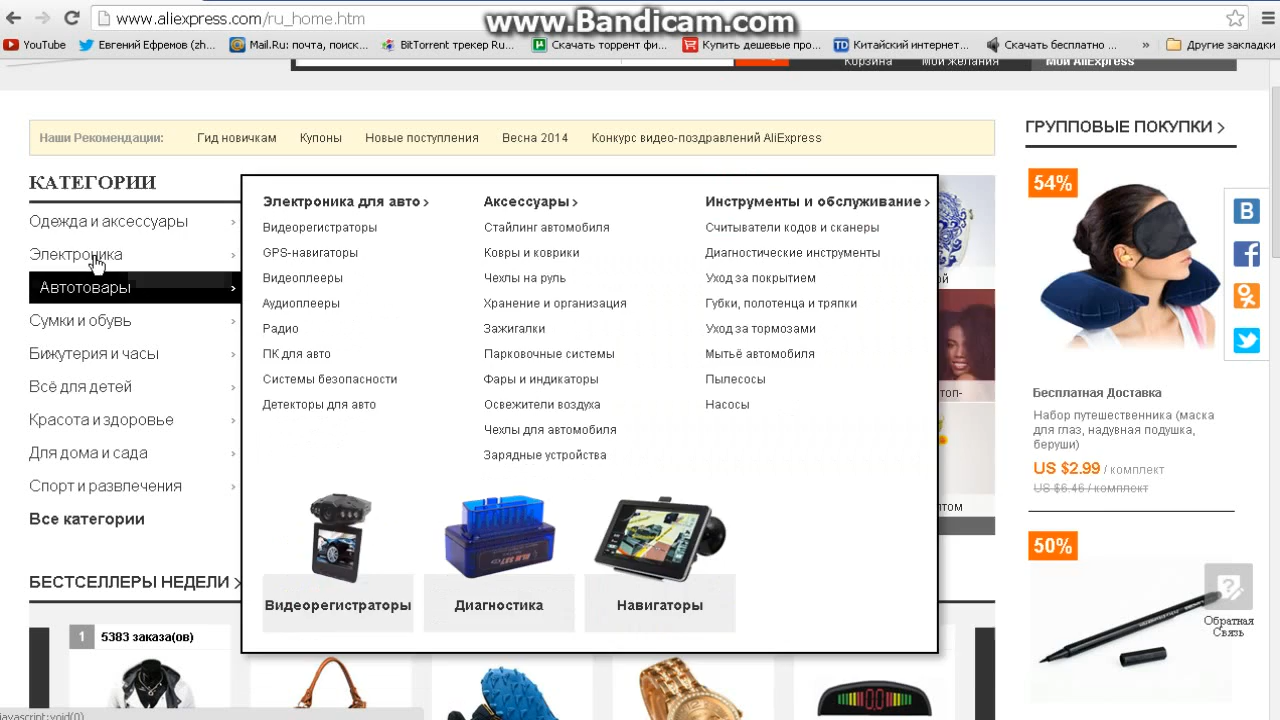 www.aliexpress.com/ru_home.htm
www.Bandicam.com
YouTube
Евгений Ефремов (zh...
Mail.Ru: почта, поиск...
BitTorrent трекер Ru...
Скачать торрент фи...
Купить дешевые про...
Китайский интернет...
Скачать бесплатно ...
»
Другие закладки
Корзина
Мои желания
Мой AliExpress
Наши Рекомендации:
Гид новичкам
Купоны
Новые поступления
Весна 2014
Конкурс видео-поздравлений AliExpress
КАТЕГОРИИ
Одежда и аксессуары
Электроника
Автотовары
Сумки и обувь
Бижутерия и часы
Всё для детей
Красота и здоровье
Для дома и сада
Спорт и развлечения
Все категории
Электроника для авто
Видеорегистраторы
GPS-навигаторы
Видеоплееры
Аудиоплееры
Радио
ПК для авто
Системы безопасности
Детекторы для авто
Аксессуары
Стайлинг автомобиля
Ковры и коврики
Чехлы на руль
Хранение и организация
Зажигалки
Парковочные системы
Фары и индикаторы
Освежители воздуха
Чехлы для автомобиля
Зарядные устройства
Инструменты и обслуживание
Считыватели кодов и сканеры
Диагностические инструменты
Уход за покрытием
Губки, полотенца и тряпки
Уход за тормозами
Мытьё автомобиля
Пылесосы
Насосы
Видеорегистраторы
Диагностика
Навигаторы
ой
топ-
птом
ГРУППОВЫЕ ПОКУПКИ
54%
Бесплатная Доставка
Набор путешественника (маска
для глаз, надувная подушка,
беруши)
US $2.99 / комплект
US $6.46 / комплект
50%
Обратная
Связь
БЕСТСЕЛЛЕРЫ НЕДЕЛИ
1
5383 заказа(ов)
javascript:void(0)